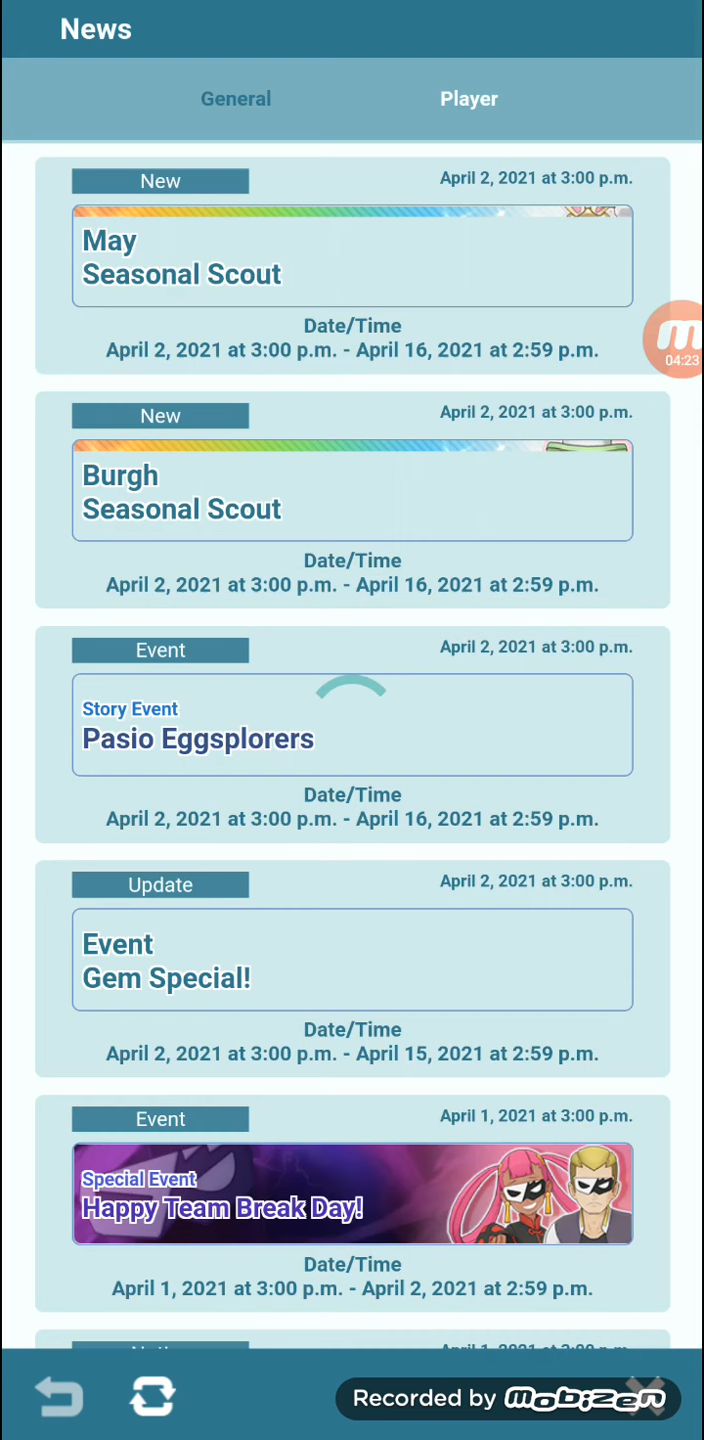 News
General
Player
New
April 2, 2021 at 3:00 p.m.
May
Seasonal Scout
Date/Time
April 2, 2021 at 3:00 p.m. - April 16, 2021 at 2:59 p.m.
04:23
New
April 2, 2021 at 3:00 p.m.
Burgh
Seasonal Scout
Date/Time
April 2, 2021 at 3:00 p.m. - April 16, 2021 at 2:59 p.m.
Event
April 2, 2021 at 3:00 p.m.
Story Event
Pasio Eggsplorers
Date/Time
April 2, 2021 at 3:00 p.m. - April 16, 2021 at 2:59 p.m.
Update
April 2, 2021 at 3:00 p.m.
Event
Gem Special!
Date/Time
April 2, 2021 at 3:00 p.m. - April 15, 2021 at 2:59 p.m.
Event
April 1, 2021 at 3:00 p.m.
Special Event
Happy Team Break Day!
Date/Time
April 1, 2021 at 3:00 p.m. - April 2, 2021 at 2:59 p.m.
April 1, 2021 at 3:00 p.m.
Recorded by Mobizen